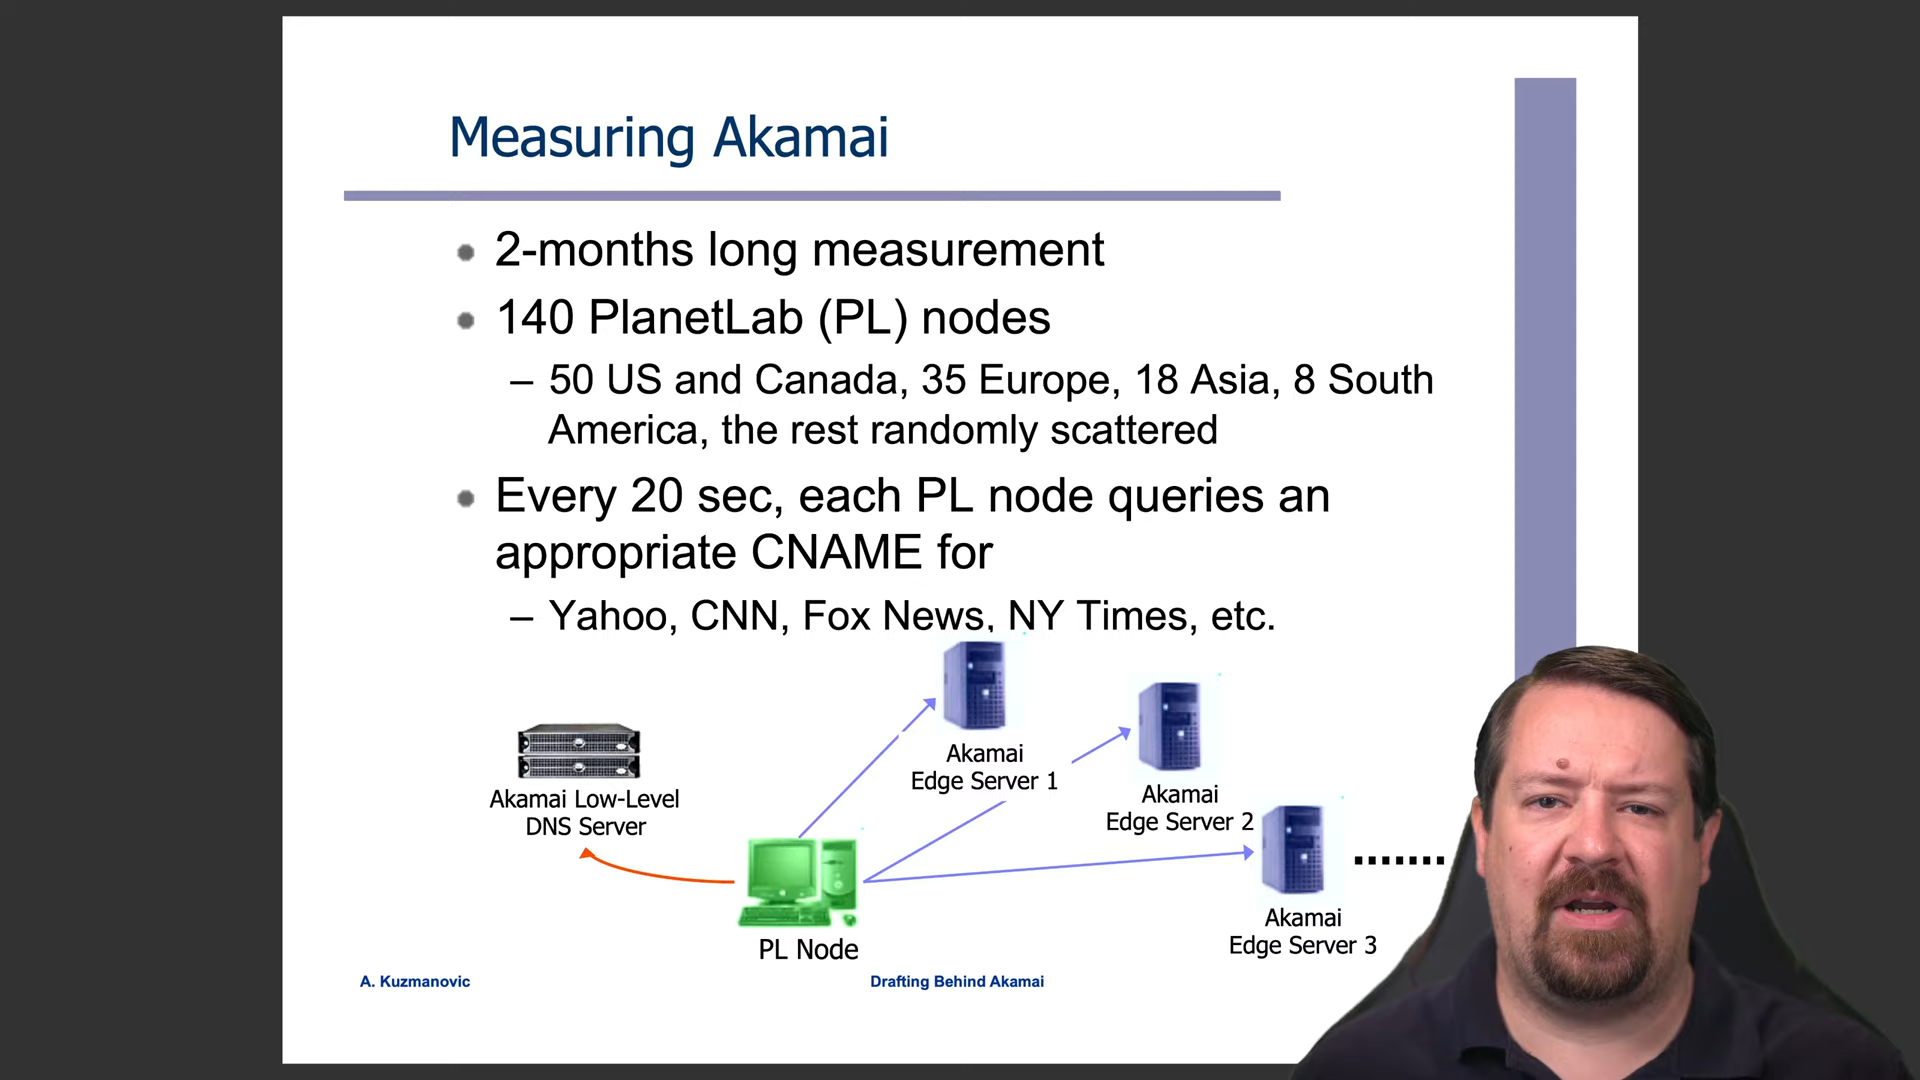 Measuring Akamai
2-months long measurement
140 PlanetLab (PL) nodes
– 50 US and Canada, 35 Europe, 18 Asia, 8 South
America, the rest randomly scattered
Every 20 sec, each PL node queries an
appropriate CNAME for
– Yahoo, CNN, Fox News, NY Times, etc.
Akamai Low-Level
DNS Server
Akamai
Edge Server 1
Akamai
Edge Server 2
Akamai
Edge Server 3
PL Node
A. Kuzmanovic
Drafting Behind Akamai